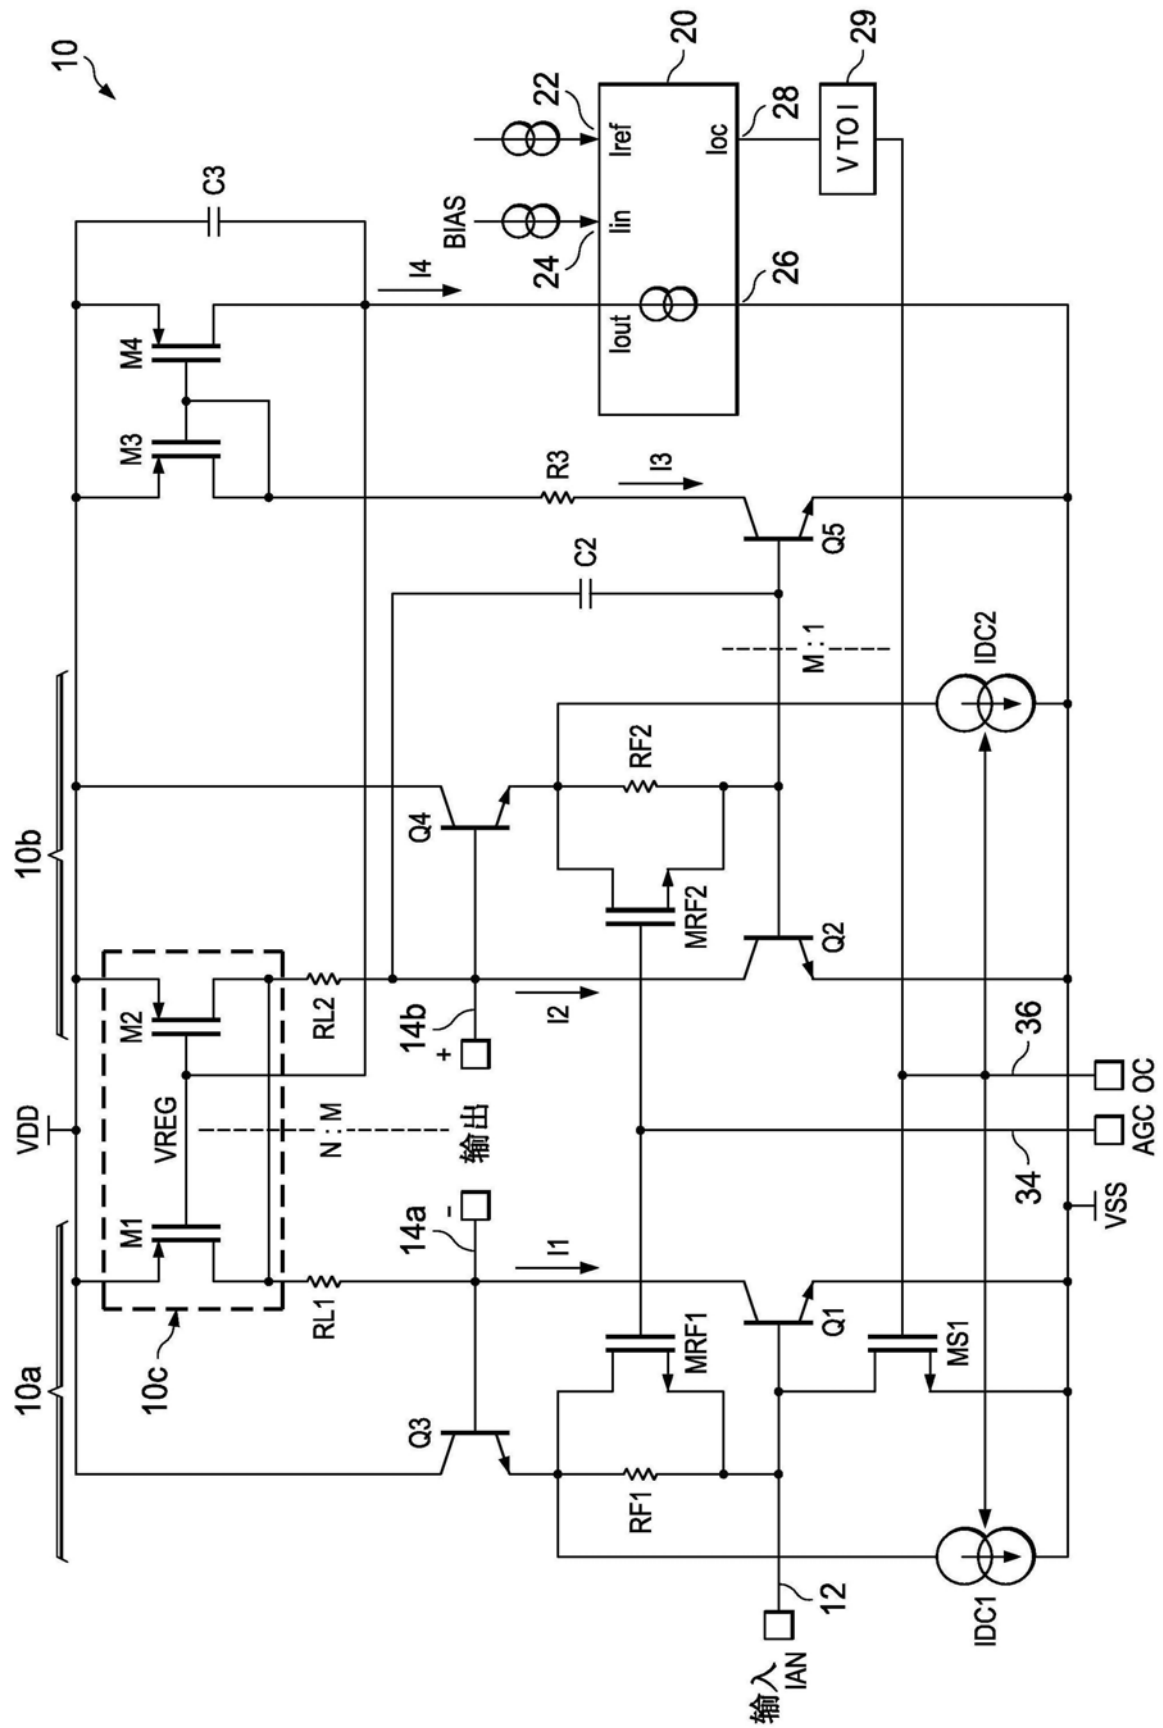 10
10a
10b
VDD
C3
M1
M2
VREG
M3
M4
10c
N : M
RL1
RL2
I4
BIAS
22
20
24
Iin
Iref
Iout
Ioc
28
29
V TO I
26
Q3
14a
-
输出
+
14b
Q4
C2
R3
I3
I1
I2
RF1
MRF1
MRF2
RF2
M : 1
Q1
Q2
Q5
MS1
输入
IAN
12
IDC1
IDC2
34
36
VSS
AGC
OC